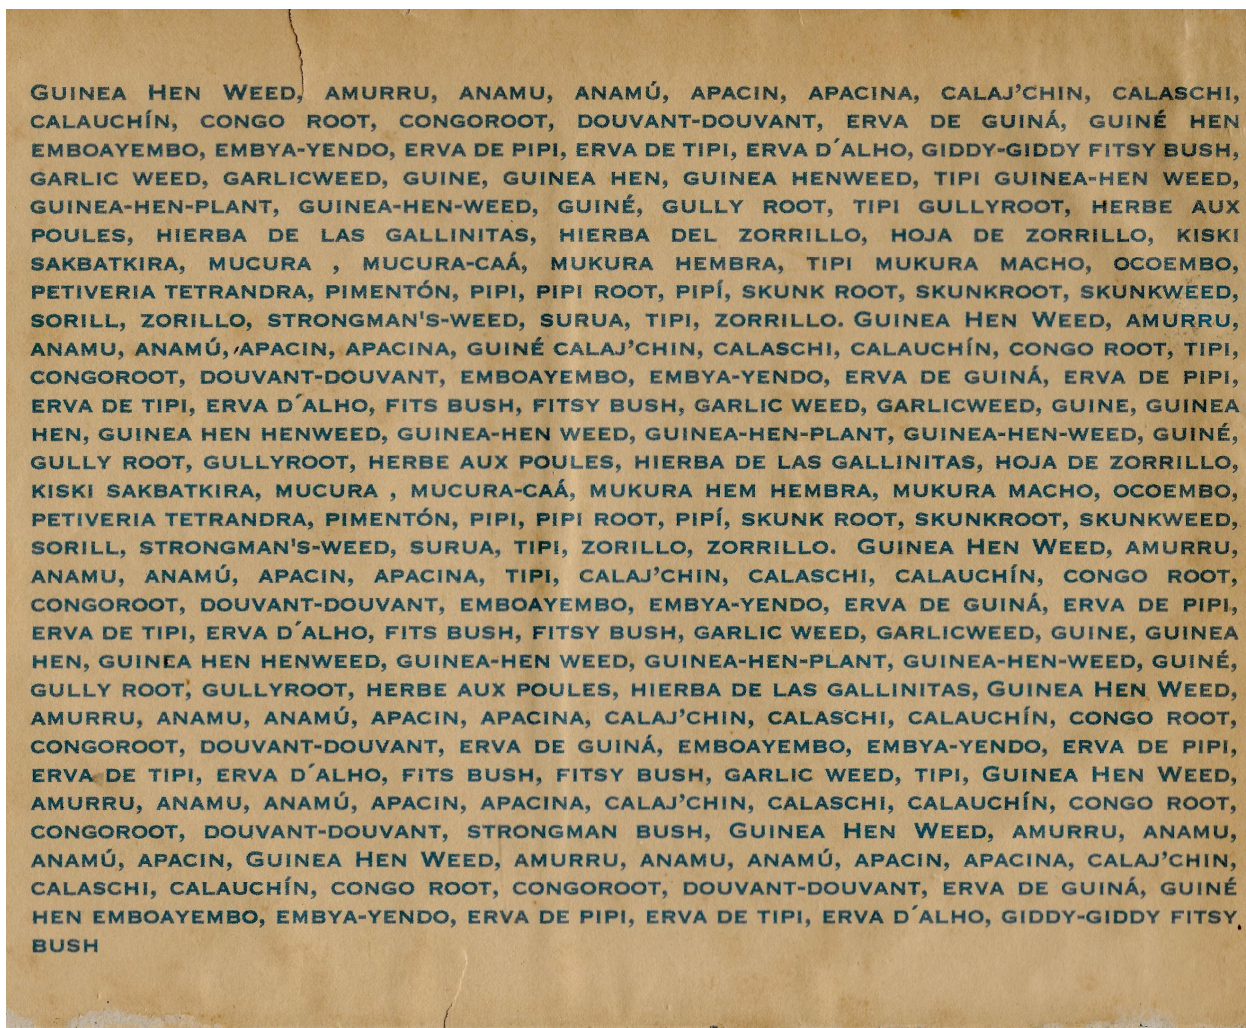 Guinea Hen Weed, amurru, anamu, anamú, apacin, apacina, calaj’chin, calaschi,
calauchín, congo root, congoroot, douvant-douvant, erva de guiná, guiné hen
emboayembo, embya-yendo, erva de pipi, erva de tipi, erva d´alho, giddy-giddy fitsy bush,
garlic weed, garlicweed, guine, guinea hen, guinea henweed, tipi guinea-hen weed,
guinea-hen-plant, guinea-hen-weed, guiné, gully root, tipi gullyroot, herbe aux
poules, hierba de las gallinitas, hierba del zorrillo, hoja de zorrillo, kiski
sakbatkira, mucura , mucura-caá, mukura hembra, tipi mukura macho, ocoembo,
petiveria tetrandra, pimentón, pipi, pipi root, pipí, skunk root, skunkroot, skunkweed,
sorill, zorillo, strongman's-weed, surua, tipi, zorrillo. Guinea Hen Weed, amurru,
anamu, anamú, apacin, apacina, guiné calaj’chin, calaschi, calauchín, congo root, tipi,
congoroot, douvant-douvant, emboayembo, embya-yendo, erva de guiná, erva de pipi,
erva de tipi, erva d´alho, fits bush, fitsy bush, garlic weed, garlicweed, guine, guinea
hen, guinea hen henweed, guinea-hen weed, guinea-hen-plant, guinea-hen-weed, guiné,
gully root, gullyroot, herbe aux poules, hierba de las gallinitas, hoja de zorrillo,
kiski sakbatkira, mucura , mucura-caá, mukura hem hembra, mukura macho, ocoembo,
petiveria tetrandra, pimentón, pipi, pipi root, pipí, skunk root, skunkroot, skunkweed,
sorill, strongman's-weed, surua, tipi, zorillo, zorrillo. Guinea Hen Weed, amurru,
anamu, anamú, apacin, apacina, tipi, calaj’chin, calaschi, calauchín, congo root,
congoroot, douvant-douvant, emboayembo, embya-yendo, erva de guiná, erva de pipi,
erva de tipi, erva d´alho, fits bush, fitsy bush, garlic weed, garlicweed, guine, guinea
hen, guinea hen henweed, guinea-hen weed, guinea-hen-plant, guinea-hen-weed, guiné,
gully root, gullyroot, herbe aux poules, hierba de las gallinitas, Guinea Hen Weed,
amurru, anamu, anamú, apacin, apacina, calaj’chin, calaschi, calauchín, congo root,
congoroot, douvant-douvant, erva de guiná, emboayembo, embya-yendo, erva de pipi,
erva de tipi, erva d´alho, fits bush, fitsy bush, garlic weed, tipi, Guinea Hen Weed,
amurru, anamu, anamú, apacin, apacina, calaj’chin, calaschi, calauchín, congo root,
congoroot, douvant-douvant, strongman bush, Guinea Hen Weed, amurru, anamu,
anamú, apacin, Guinea Hen Weed, amurru, anamu, anamú, apacin, apacina, calaj’chin,
calaschi, calauchín, congo root, congoroot, douvant-douvant, erva de guiná, guiné
hen emboayembo, embya-yendo, erva de pipi, erva de tipi, erva d´alho, giddy-giddy fitsy
bush